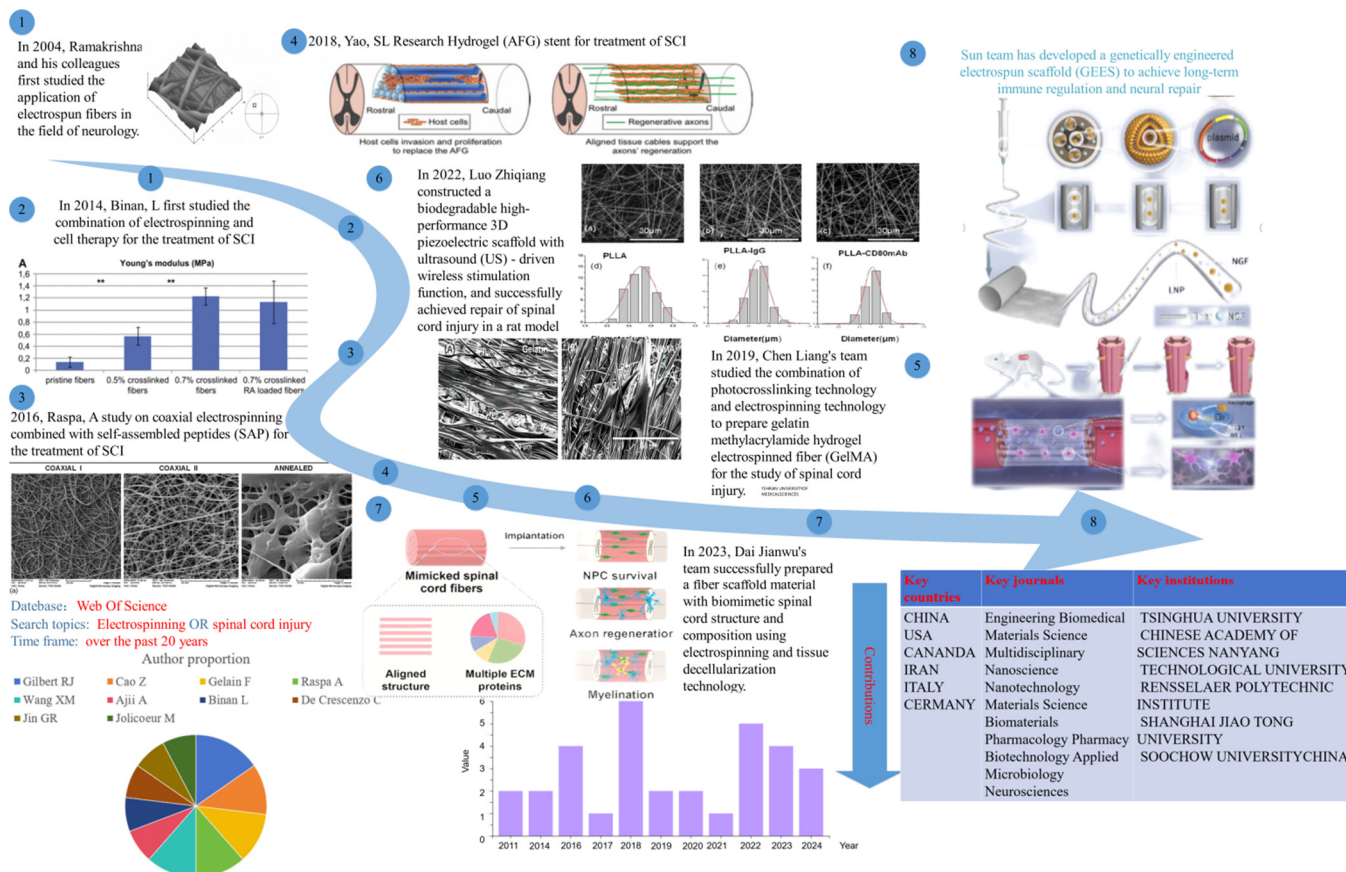 1
In 2004, Ramakrishna
and his colleagues
first studied the
application of
electrospun fibers in
the field of neurology.
4
2018, Yao, SL Research Hydrogel (AFG) stent for treatment of SCI
Rostral
Caudal
Host cells
Host cells invasion and proliferation
to replace the AFG
Rostral
Caudal
Regenerative axons
Aligned tissue cables support the
axons' regeneration
8
Sun team has developed a genetically engineered
electrospun scaffold (GEES) to achieve long-term
immune regulation and neural repair
plasmid
NGF
LNP
NGF
macrophage
1
2
In 2014, Binan, L first studied the
combination of electrospinning and
cell therapy for the treatment of SCI
A
Young's modulus (MPa)
1,6
1,4
1,2
1
0,8
0,6
0,4
0,2
0
**
**
pristine fibers
0.5% crosslinked
fibers
0.7% crosslinked
fibers
0.7% crosslinked
RA loaded fibers
2
3
6
In 2022, Luo Zhiqiang
constructed a
biodegradable high-
performance 3D
piezoelectric scaffold with
ultrasound (US) - driven
wireless stimulation
function, and successfully
achieved repair of spinal
cord injury in a rat model
(a)
30μm
(b)
30μm
(c)
30μm
PLLA
PLLA-IgG
PLLA-CD80mAb
(d)
(e)
(f)
Diameter(μm)
Diameter(μm)
(A)
Gelatin
5
In 2019, Chen Liang's team
studied the combination of
photocrosslinking technology
and electrospinning technology
to prepare gelatin
methylacrylamide hydrogel
electrospined fiber (GelMA)
for the study of spinal cord
injury.
TEHRAN UNIVERSITYOF
MEDICALSCIENCES
3
2016, Raspa, A study on coaxial electrospinning
combined with self-assembled peptides (SAP) for
the treatment of SCI
COAXIAL I
COAXIAL II
ANNEALED
(a)
4
5
6
7
8
7
Mimicked spinal
cord fibers
Implantation
Aligned
structure
Multiple ECM
proteins
NPC survival
Axon regeneratior
Myelination
In 2023, Dai Jianwu's
team successfully prepared
a fiber scaffold material
with biomimetic spinal
cord structure and
composition using
electrospinning and tissue
decellularization
technology.
Datebase: Web Of Science
Search topics: Electrospinning OR spinal cord injury
Time frame: over the past 20 years
Author proportion
Gilbert RJ
Cao Z
Gelain F
Raspa A
Wang XM
Ajii A
Binan L
De Crescenzo C
Jin GR
Jolicoeur M
Value
6
5
4
3
2
1
0
2011
2014
2016
2017
2018
2019
2020
2021
2022
2023
2024
Year
Contributions
Key
countries
Key journals
Key institutions
CHINA
USA
CANANDA
IRAN
ITALY
CERMANY
Engineering Biomedical
Materials Science
Multidisciplinary
Nanoscience
Nanotechnology
Materials Science
Biomaterials
Pharmacology Pharmacy
Biotechnology Applied
Microbiology
Neurosciences
TSINGHUA UNIVERSITY
CHINESE ACADEMY OF
SCIENCES NANYANG
TECHNOLOGICAL UNIVERSITY
RENSSELAER POLYTECHNIC
INSTITUTE
SHANGHAI JIAO TONG
UNIVERSITY
SOOCHOW UNIVERSITYCHINA